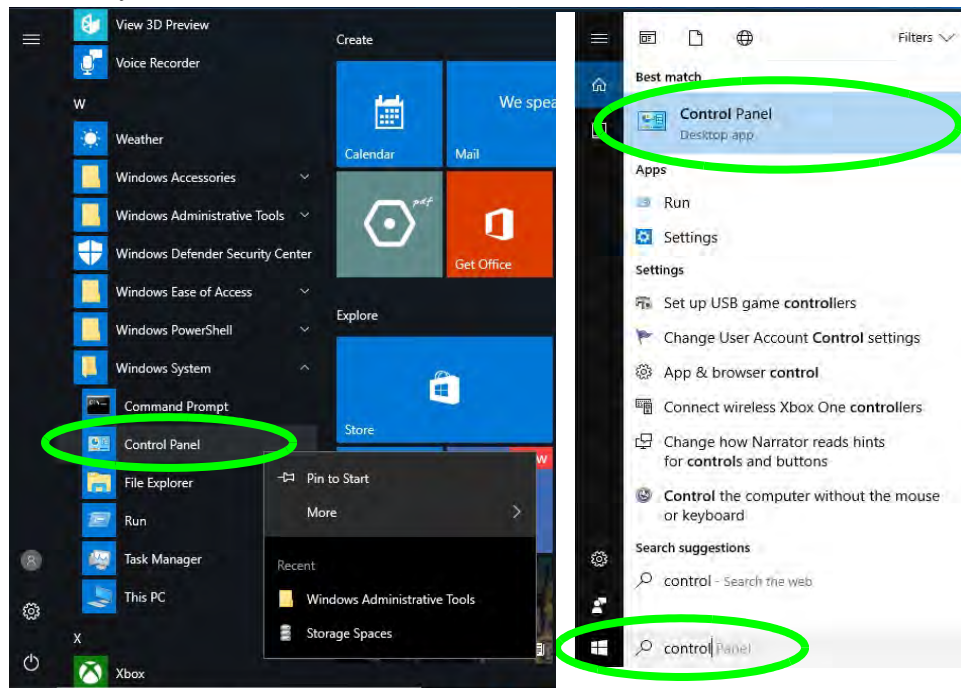 View 3D Preview
Voice Recorder
W
Weather
Windows Accessories
Windows Administrative Tools
Windows Defender Security Center
Windows Ease of Access
Windows PowerShell
Windows System
Command Prompt
Control Panel
File Explorer
Run
Task Manager
This PC
X
Xbox
R
Create
We spea
Calendar
Mail
pdf
Get Office
Explore
Store
W
Pin to Start
More
Recent
Windows Administrative Tools
Storage Spaces
Filters
Best match
Control Panel
Desktop app
Apps
Run
Settings
Settings
Set up USB game controllers
Change User Account Control settings
App & browser control
Connect wireless Xbox One controllers
Change how Narrator reads hints
for controls and buttons
Control the computer without the mouse
or keyboard
Search suggestions
control - Search the web
control Panel